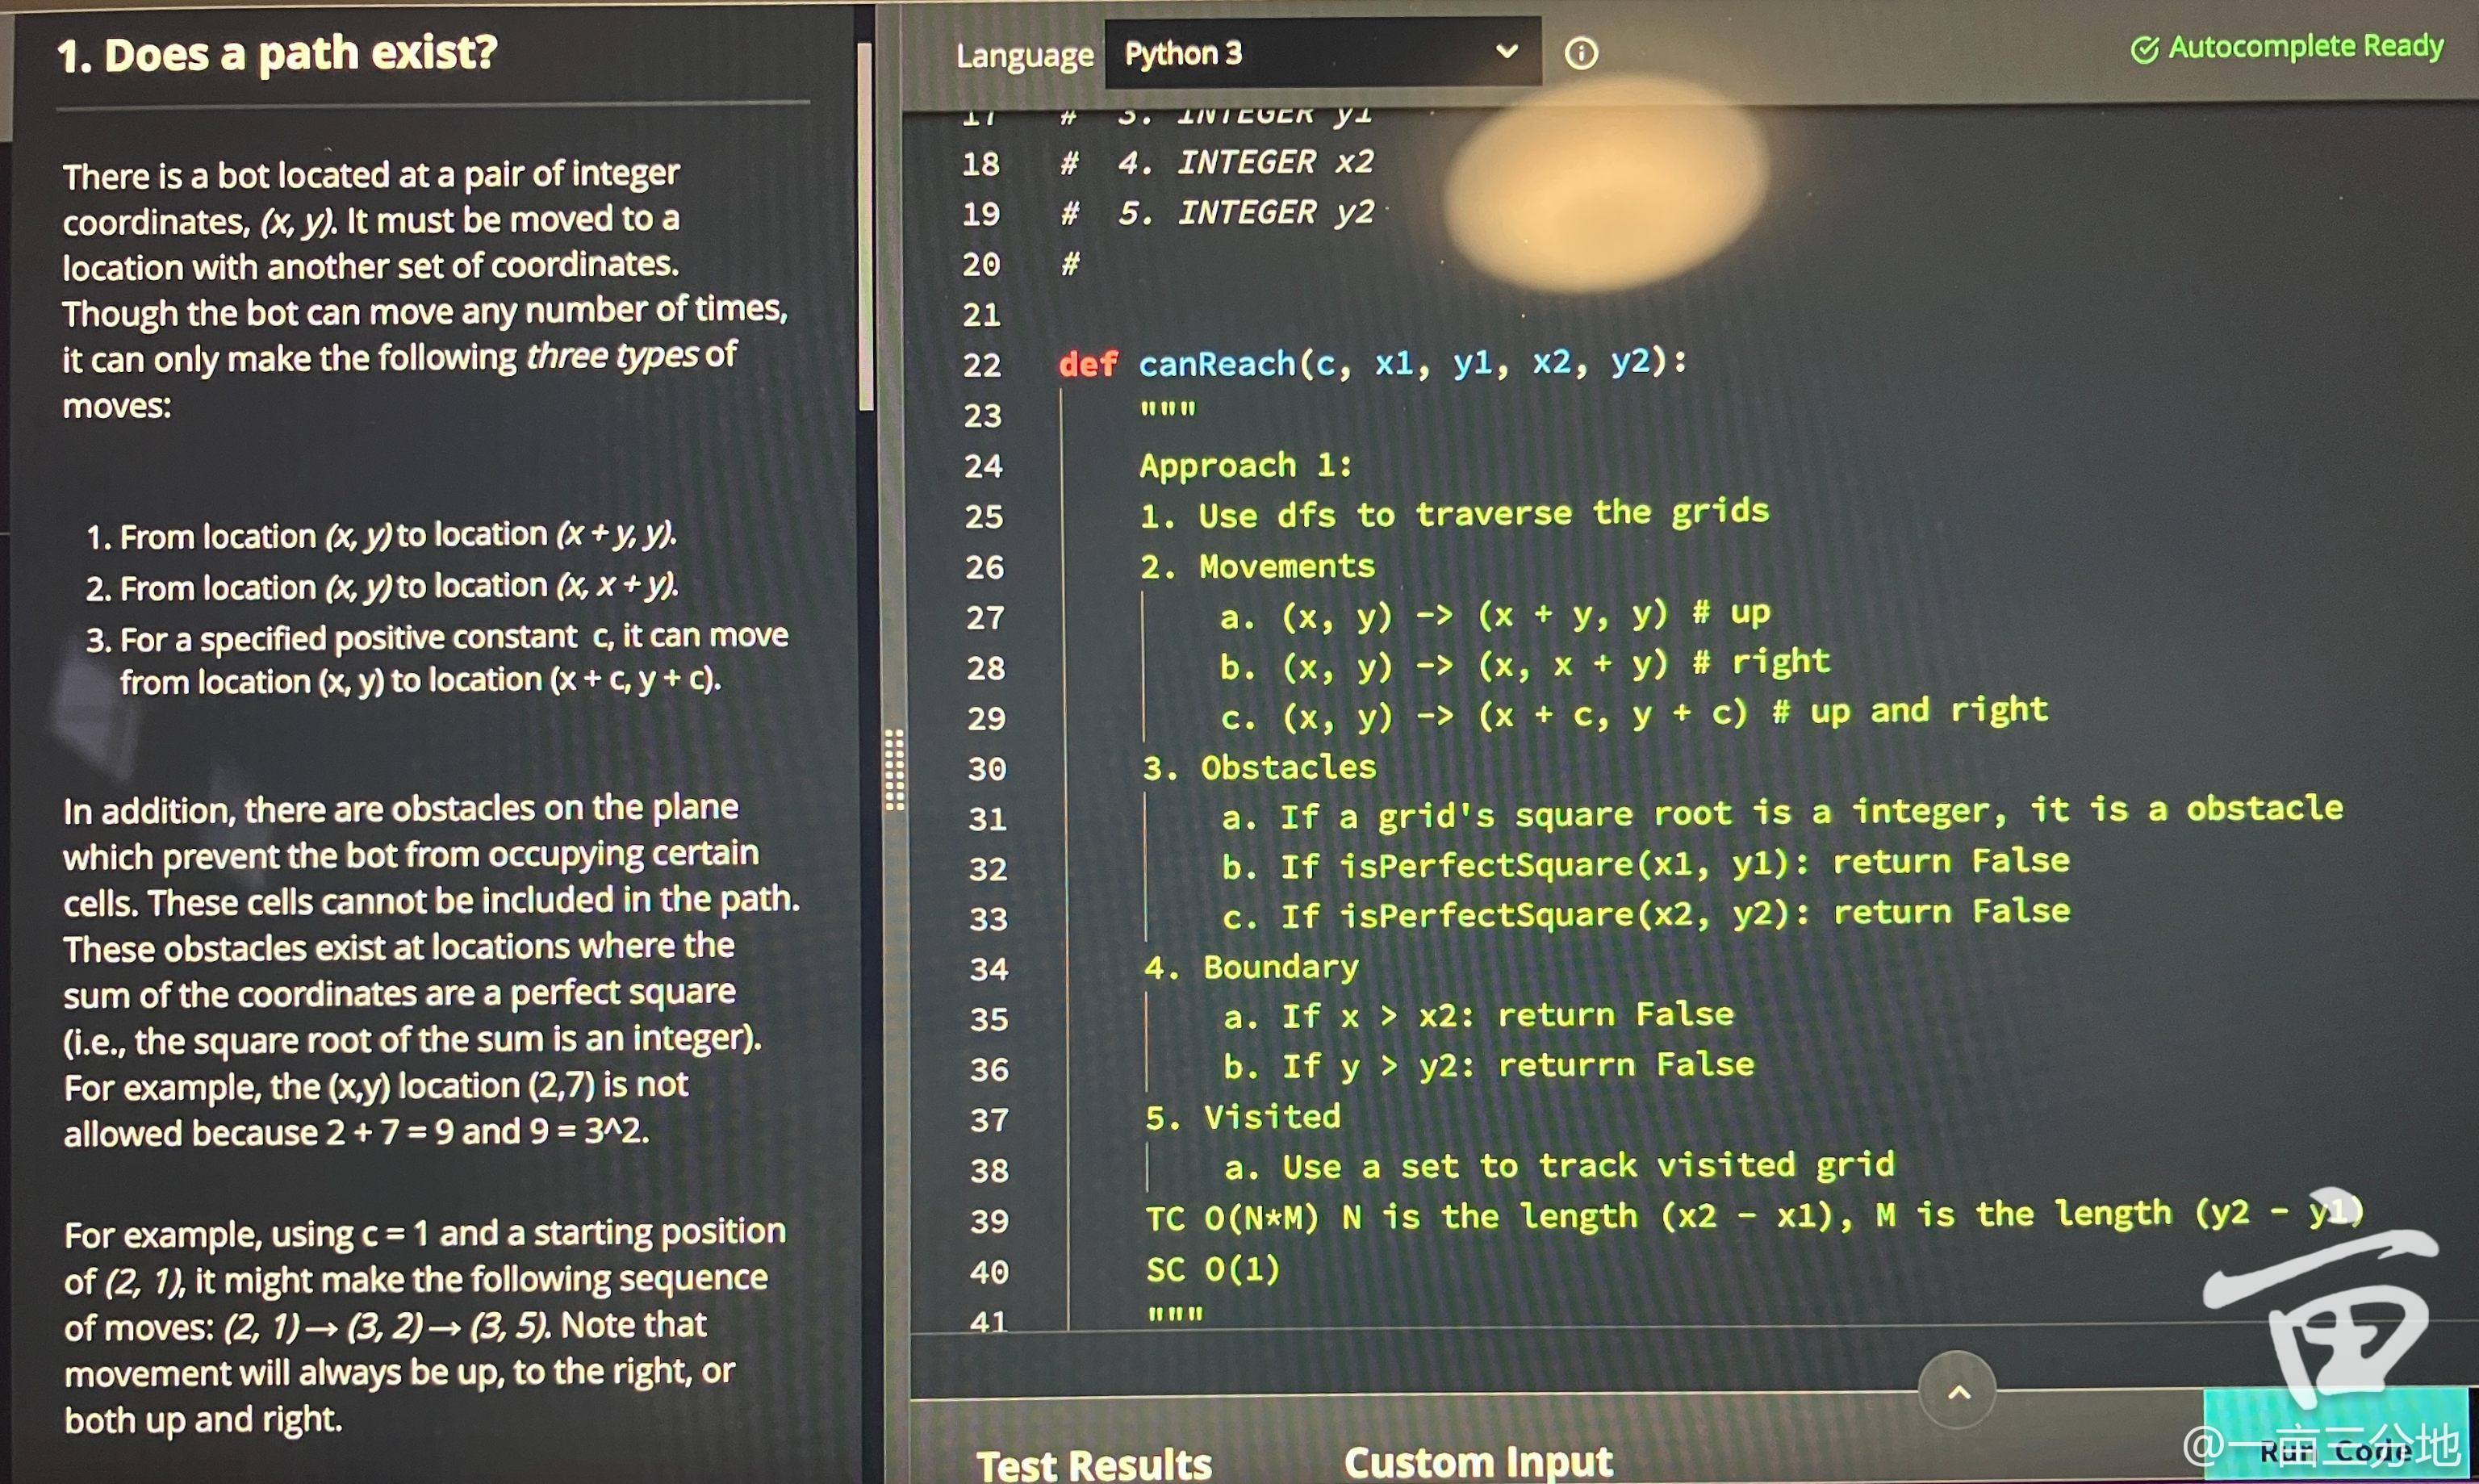 1. Does a path exist?
There is a bot located at a pair of integer
coordinates, (x, y). It must be moved to a
location with another set of coordinates.
Though the bot can move any number of times,
it can only make the following three types of
moves:
1. From location (x, y) to location (x + y, y).
2. From location (x, y) to location (x, x + y).
3. For a specified positive constant c, it can move
from location (x, y) to location (x + c, y + c).
In addition, there are obstacles on the plane
which prevent the bot from occupying certain
cells. These cells cannot be included in the path.
These obstacles exist at locations where the
sum of the coordinates are a perfect square
(i.e., the square root of the sum is an integer).
For example, the (x,y) location (2,7) is not
allowed because 2 + 7 = 9 and 9 = 3^2.
For example, using c = 1 and a starting position
of (2, 1), it might make the following sequence
of moves: (2, 1)→ (3, 2)→ (3, 5). Note that
movement will always be up, to the right, or
both up and right.
Language Python 3
Autocomplete Ready
17 # 3. INTEGER y1
18 # 4. INTEGER x2
19 # 5. INTEGER y2
20 #
21
22 def canReach(c, x1, y1, x2, y2):
23 """
24 Approach 1:
25 1. Use dfs to traverse the grids
26 2. Movements
27 a. (x, y) -> (x + y, y) # up
28 b. (x, y) -> (x, x + y) # right
29 c. (x, y) -> (x + c, y + c) # up and right
30 3. Obstacles
31 a. If a grid's square root is a integer, it is a obstacle
32 b. If isPerfectSquare(x1, y1): return False
33 c. If isPerfectSquare(x2, y2): return False
34 4. Boundary
35 a. If x > x2: return False
36 b. If y > y2: returrn False
37 5. Visited
38 a. Use a set to track visited grid
39 TC O(N*M) N is the length (x2 - x1), M is the length (y2 - y1)
40 SC O(1)
41 """
Test Results Custom Input
Run Code
@一亩三分地